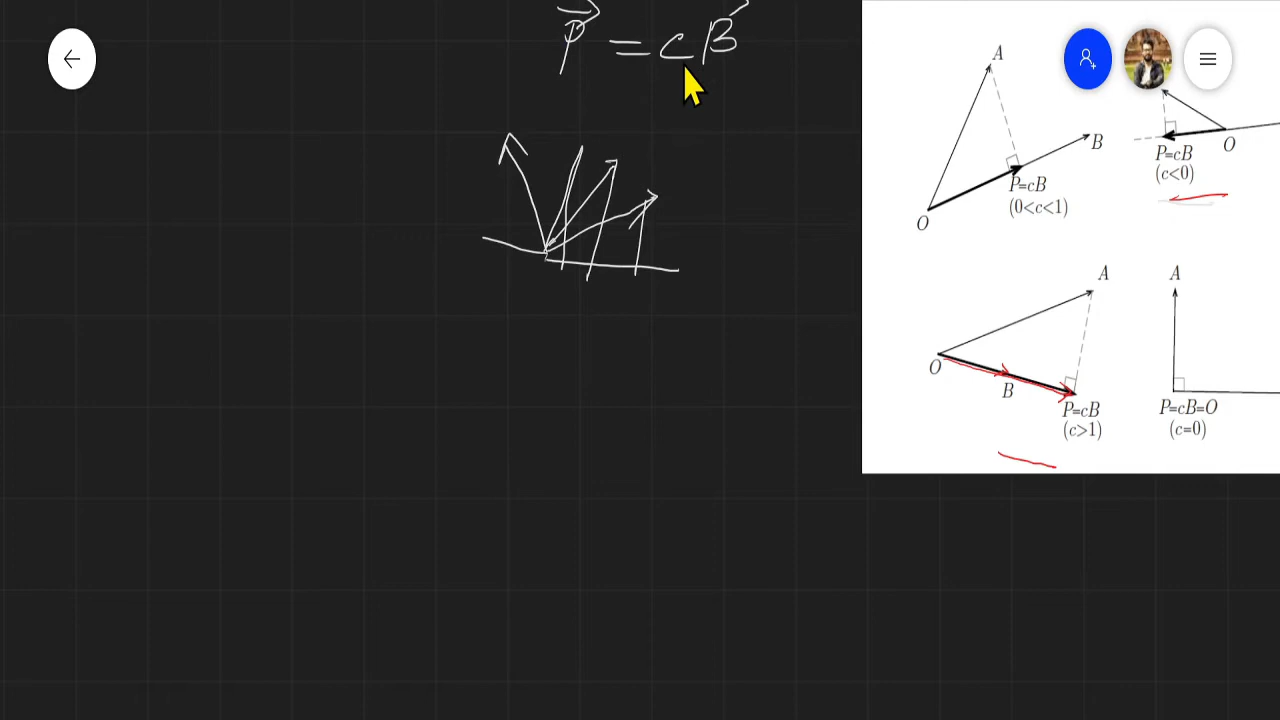 P = cB
A
B
P=cB
(0<c<1)
O
P=cB
(c<0)
O
A
O
B
P=cB
(c>1)
A
P=cB=O
(c=0)